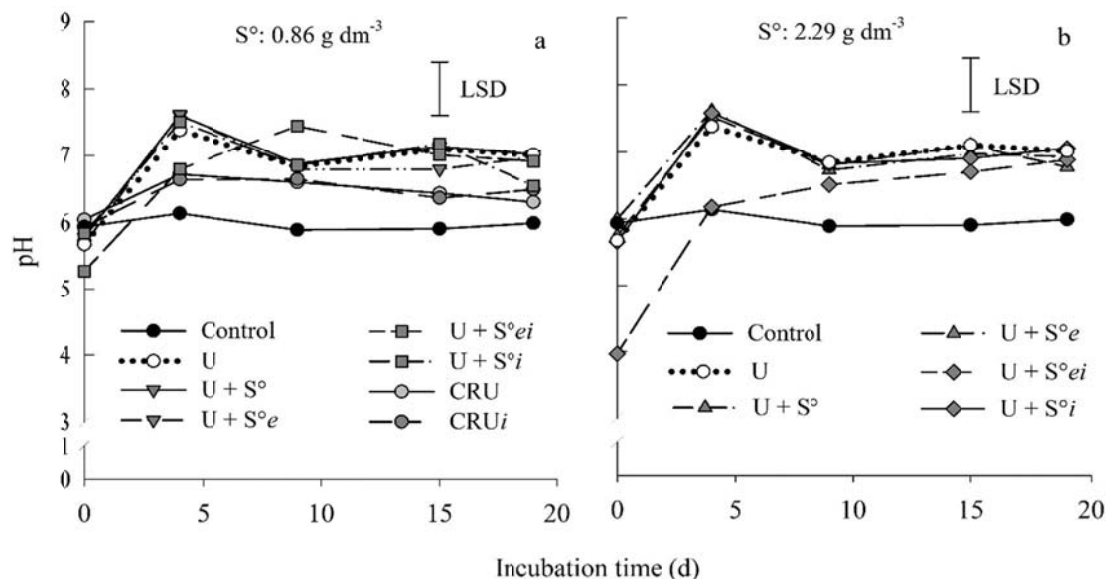 S°: 0.86 g dm⁻³
a
S°: 2.29 g dm⁻³
b
LSD
LSD
pH
9
8
7
6
5
4
3
1
0
Control
U
U + S°
U + S°e
U + S°ei
U + S°i
CRU
CRUi
Control
U
U + S°
U + S°e
U + S°ei
U + S°i
0 5 10 15 20
0 5 10 15 20
Incubation time (d)